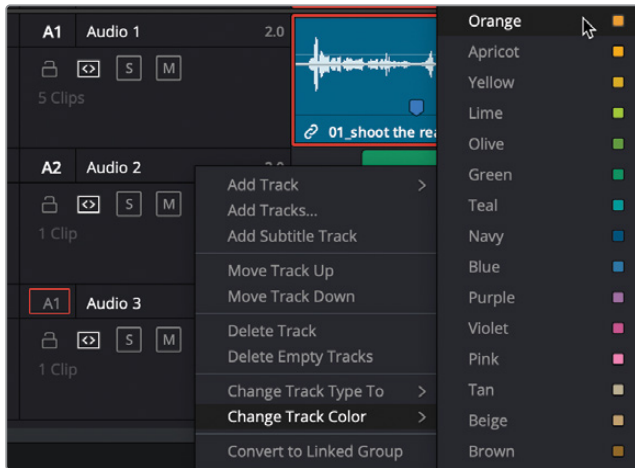 A1 Audio 1 2.0
S M
5 Clips
01_shoot the rea
A2 Audio 2
S M
1 Clip
A1 Audio 3
S M
1 Clip
Add Track
Add Tracks...
Add Subtitle Track
Move Track Up
Move Track Down
Delete Track
Delete Empty Tracks
Change Track Type To
Change Track Color
Convert to Linked Group
Orange
Apricot
Yellow
Lime
Olive
Green
Teal
Navy
Blue
Purple
Violet
Pink
Tan
Beige
Brown